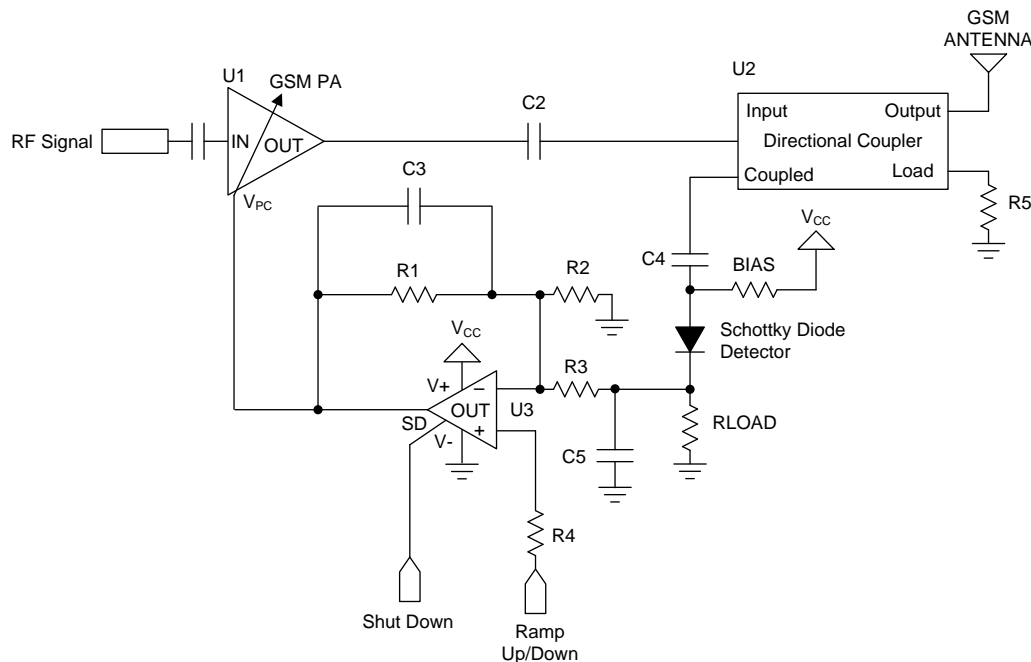 GSM
ANTENNA
U2
U1
GSM PA
C2
Input
Output
Directional Coupler
Coupled
Load
RF Signal
IN
OUT
VPC
C3
R5
VCC
C4
BIAS
R1
R2
Schottky Diode
Detector
VCC
V+
−
OUT
U3
R3
SD
V-
+
C5
RLOAD
R4
Shut Down
Ramp
Up/Down